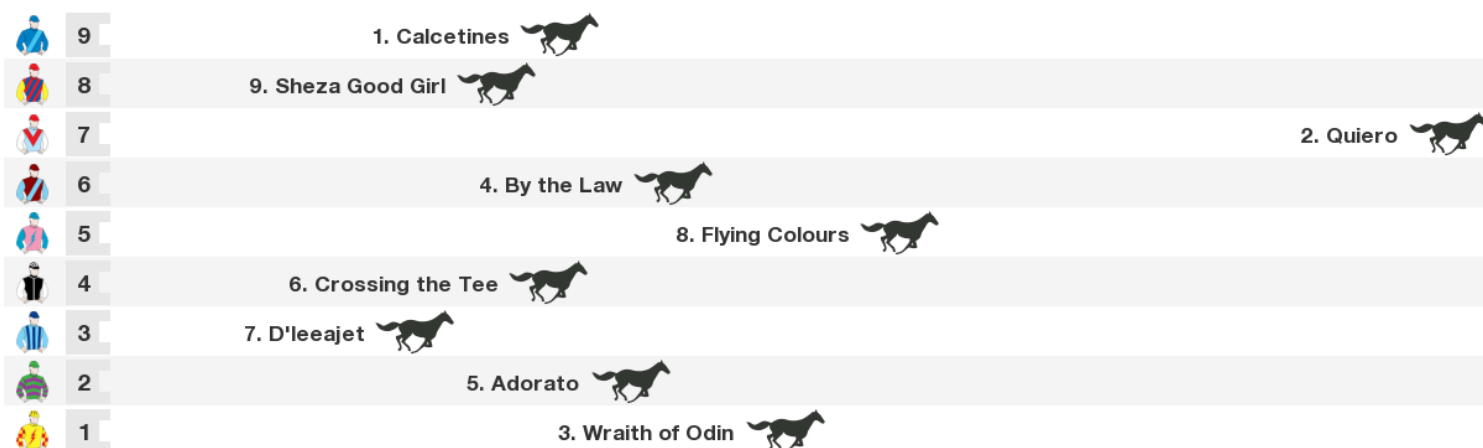 9 1. Calcetines
8 9. Sheza Good Girl
7 2. Quiero
6 4. By the Law
5 8. Flying Colours
4 6. Crossing the Tee
3 7. D'leeajet
2 5. Adorato
1 3. Wraith of Odin